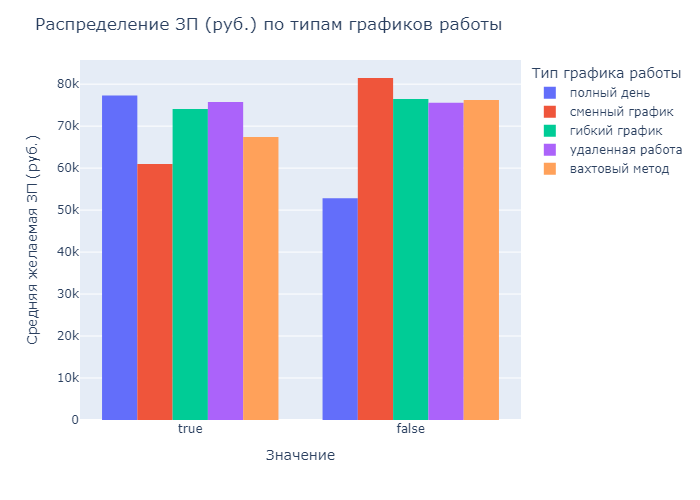 Распределение ЗП (руб.) по типам графиков работы
Тип графика работы
полный день
сменный график
гибкий график
удаленная работа
вахтовый метод
Средняя желаемая ЗП (руб.)
80k
70k
60k
50k
40k
30k
20k
10k
0
true
false
Значение